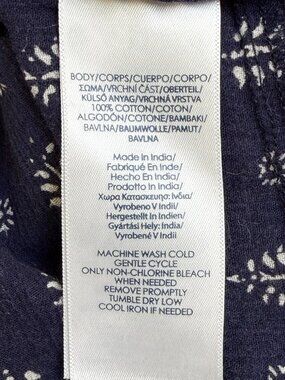 BODY/CORPS/CUERPO/CORPO/
ΣΩΜΑ/VRCHNÍ ČÁST/OBERTEIL/
KÜLSŐ ANYAG/VRCHNÁ VRSTVA
100% COTTON/COTON/
ALGODÓN/COTONE/BAMBAKI/
BAVLNA/BAUMWOLLE/PAMUT/
BAVLNA
Made In India/
Fabriqué En Inde/
Hecho En India/
Prodotto In India/
Χωρα Κατασκευησ: Ινδια/
Vyrobeno V Indii/
Hergestellt In Indien/
Gyártási Hely: India/
Vyrobené V Indii
MACHINE WASH COLD
GENTLE CYCLE
ONLY NON-CHLORINE BLEACH
WHEN NEEDED
REMOVE PROMPTLY
TUMBLE DRY LOW
COOL IRON IF NEEDED